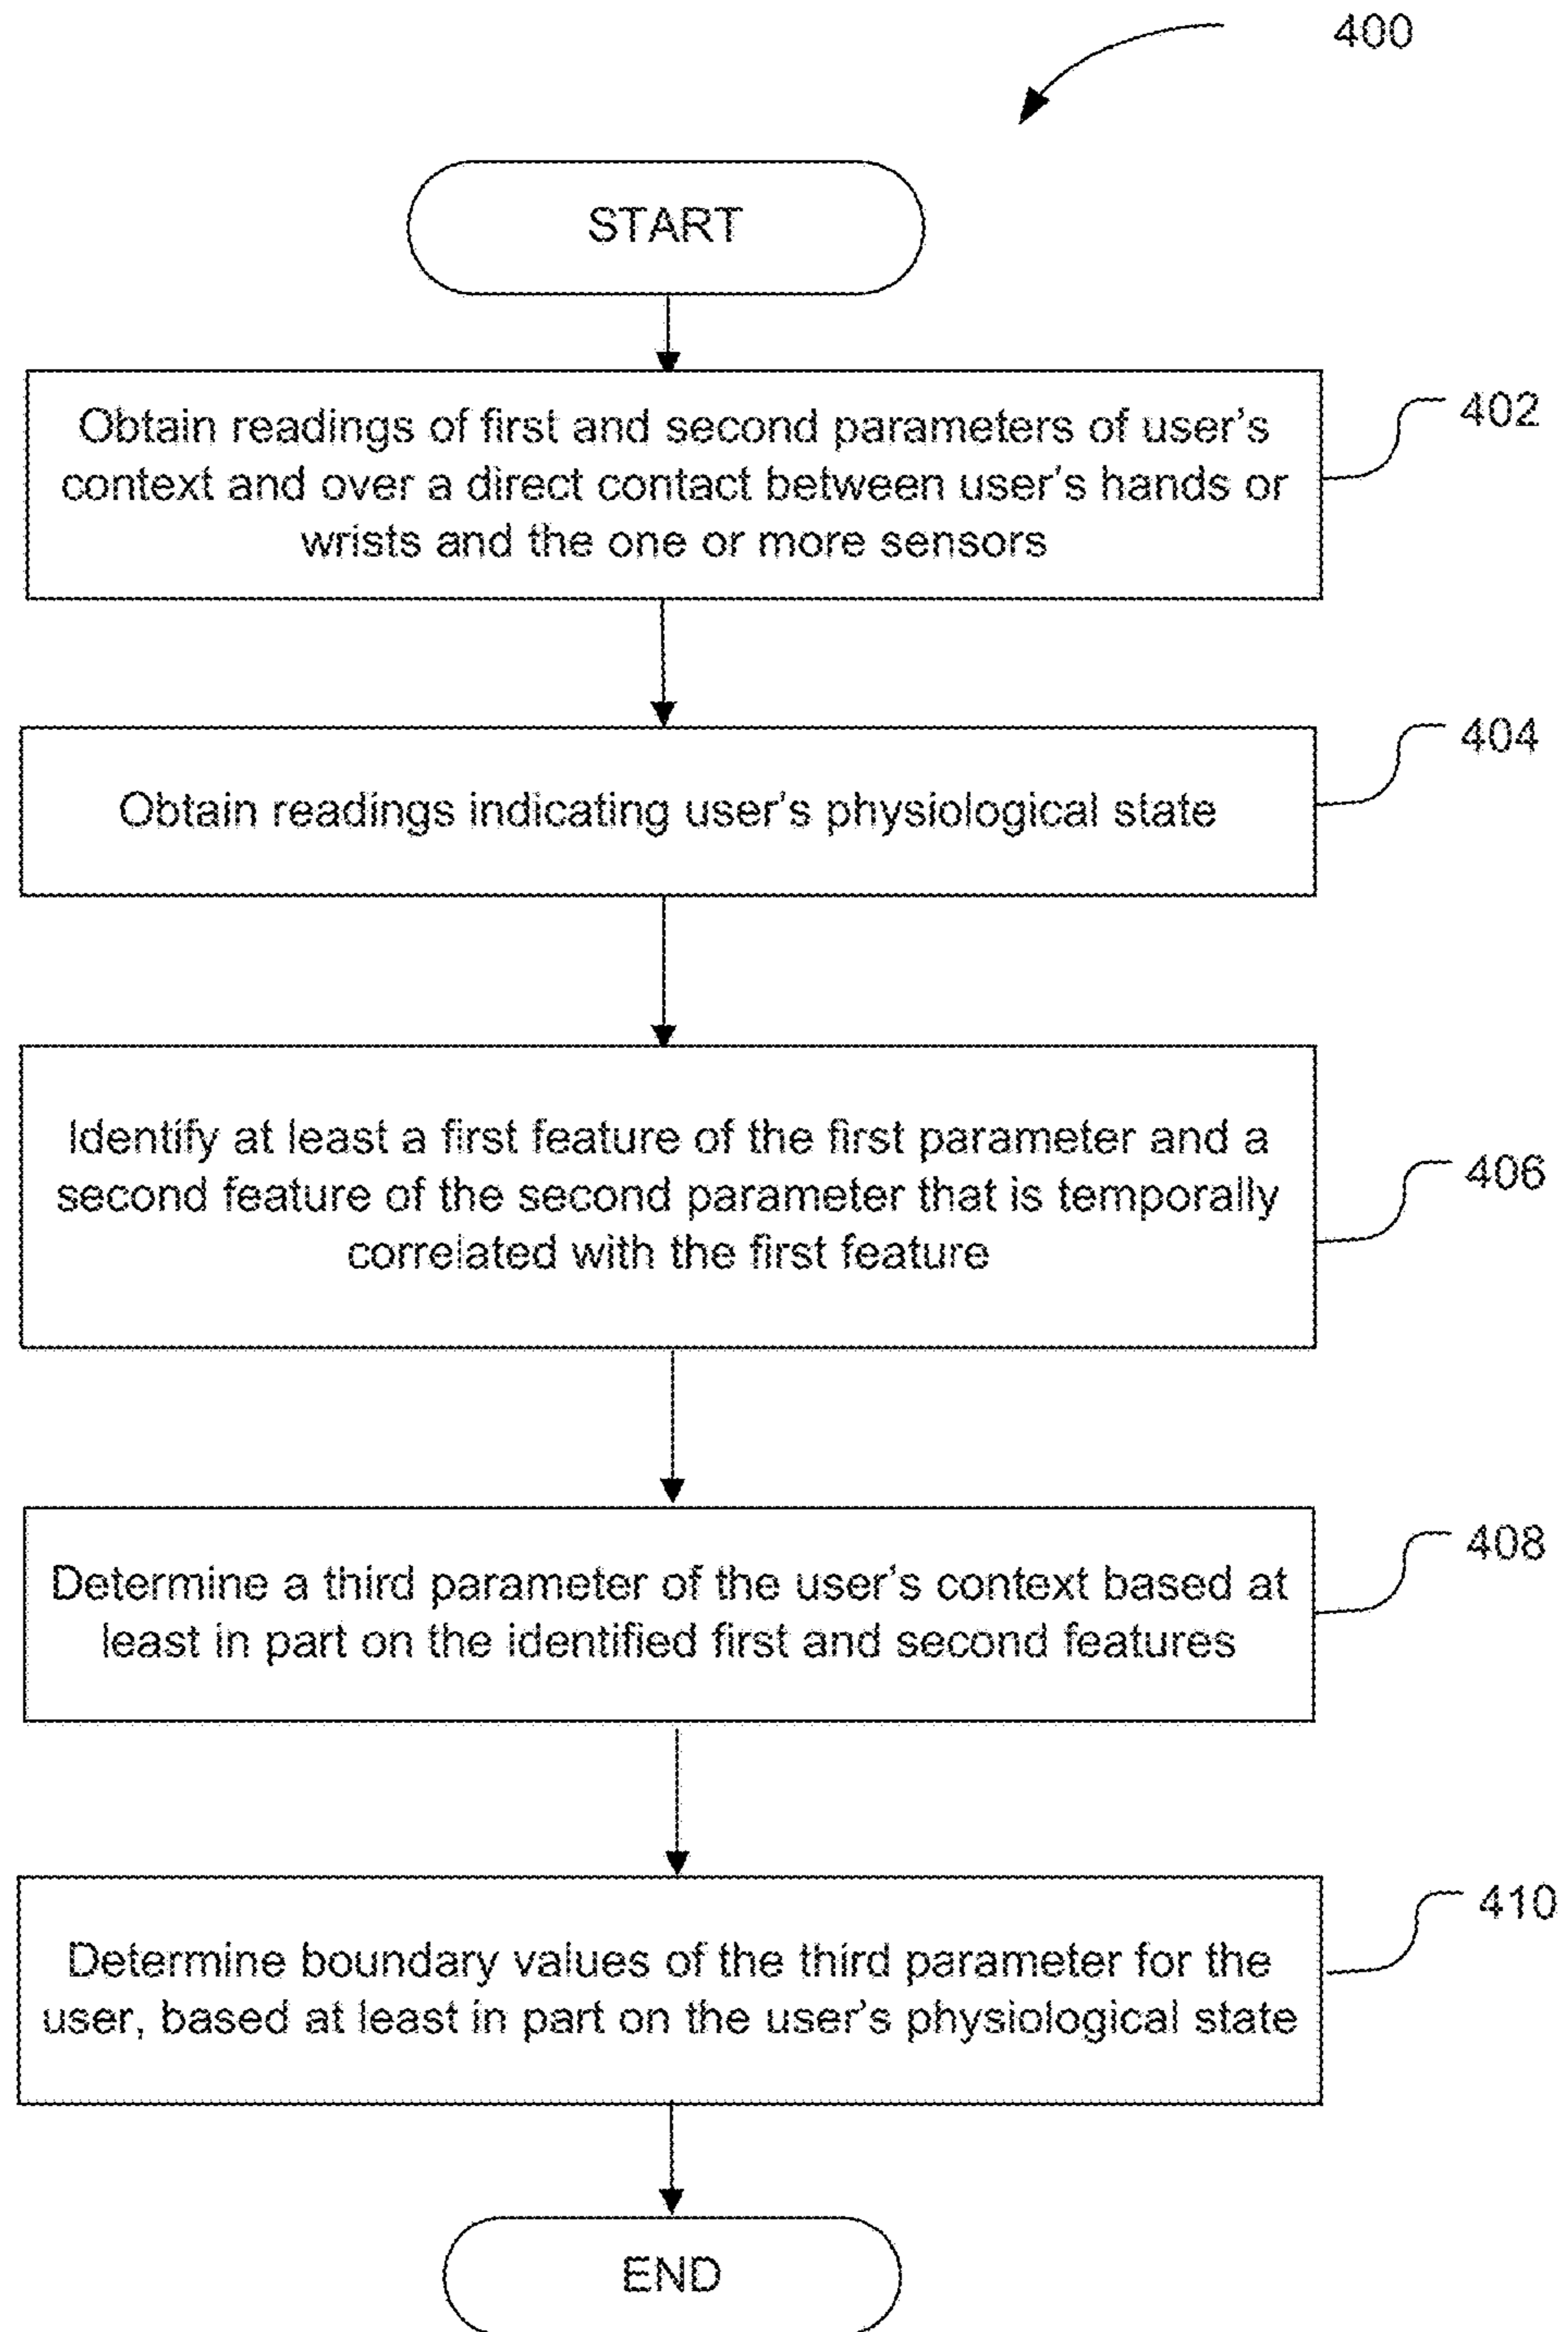 400
START
Obtain readings of first and second parameters of user's
context and over a direct contact between user's hands or
wrists and the one or more sensors
402
Obtain readings indicating user's physiological state
404
Identify at least a first feature of the first parameter and a
second feature of the second parameter that is temporally
correlated with the first feature
406
Determine a third parameter of the user's context based at
least in part on the identified first and second features
408
Determine boundary values of the third parameter for the
user, based at least in part on the user's physiological state
410
END